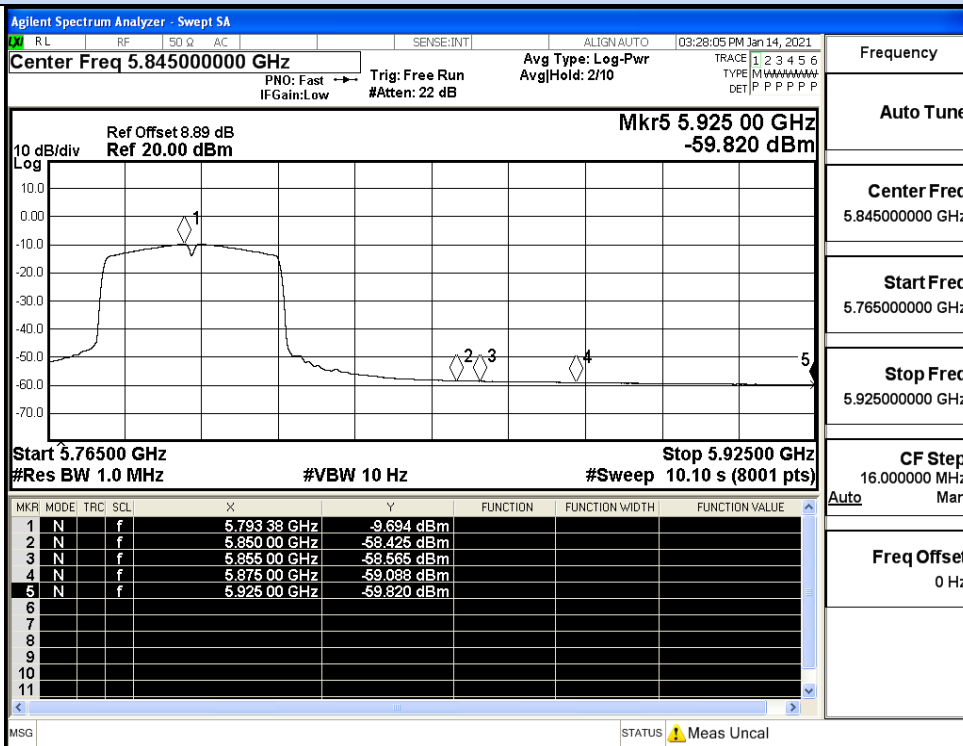 Agilent Spectrum Analyzer - Swept SA
LXI RL RF 50 Ω AC SENSE:INT ALIGN AUTO 03:28:05 PM Jan 14, 2021
Center Freq 5.845000000 GHz
PNO: Fast
IFGain:Low
Trig: Free Run
#Atten: 22 dB
Avg Type: Log-Pwr
Avg|Hold: 2/10
TRACE 1 2 3 4 5 6
TYPE M W W W W W
DET P P P P P P
Mkr5 5.925 00 GHz
-59.820 dBm
Ref Offset 8.89 dB
10 dB/div Ref 20.00 dBm
Log
10.0
0.00
-10.0
-20.0
-30.0
-40.0
-50.0
-60.0
-70.0
1
2
3
4
5
Start 5.76500 GHz Stop 5.92500 GHz
#Res BW 1.0 MHz #VBW 10 Hz #Sweep 10.10 s (8001 pts)
MKR MODE TRC SCL X Y FUNCTION FUNCTION WIDTH FUNCTION VALUE
1 N f 5.793 38 GHz -9.694 dBm
2 N f 5.850 00 GHz -58.425 dBm
3 N f 5.855 00 GHz -58.565 dBm
4 N f 5.875 00 GHz -59.088 dBm
5 N f 5.925 00 GHz -59.820 dBm
6
7
8
9
10
11
MSG STATUS Meas Uncal
Frequency
Auto Tune
Center Freq
5.845000000 GHz
Start Freq
5.765000000 GHz
Stop Freq
5.925000000 GHz
CF Step
16.000000 MHz
Auto Man
Freq Offset
0 Hz